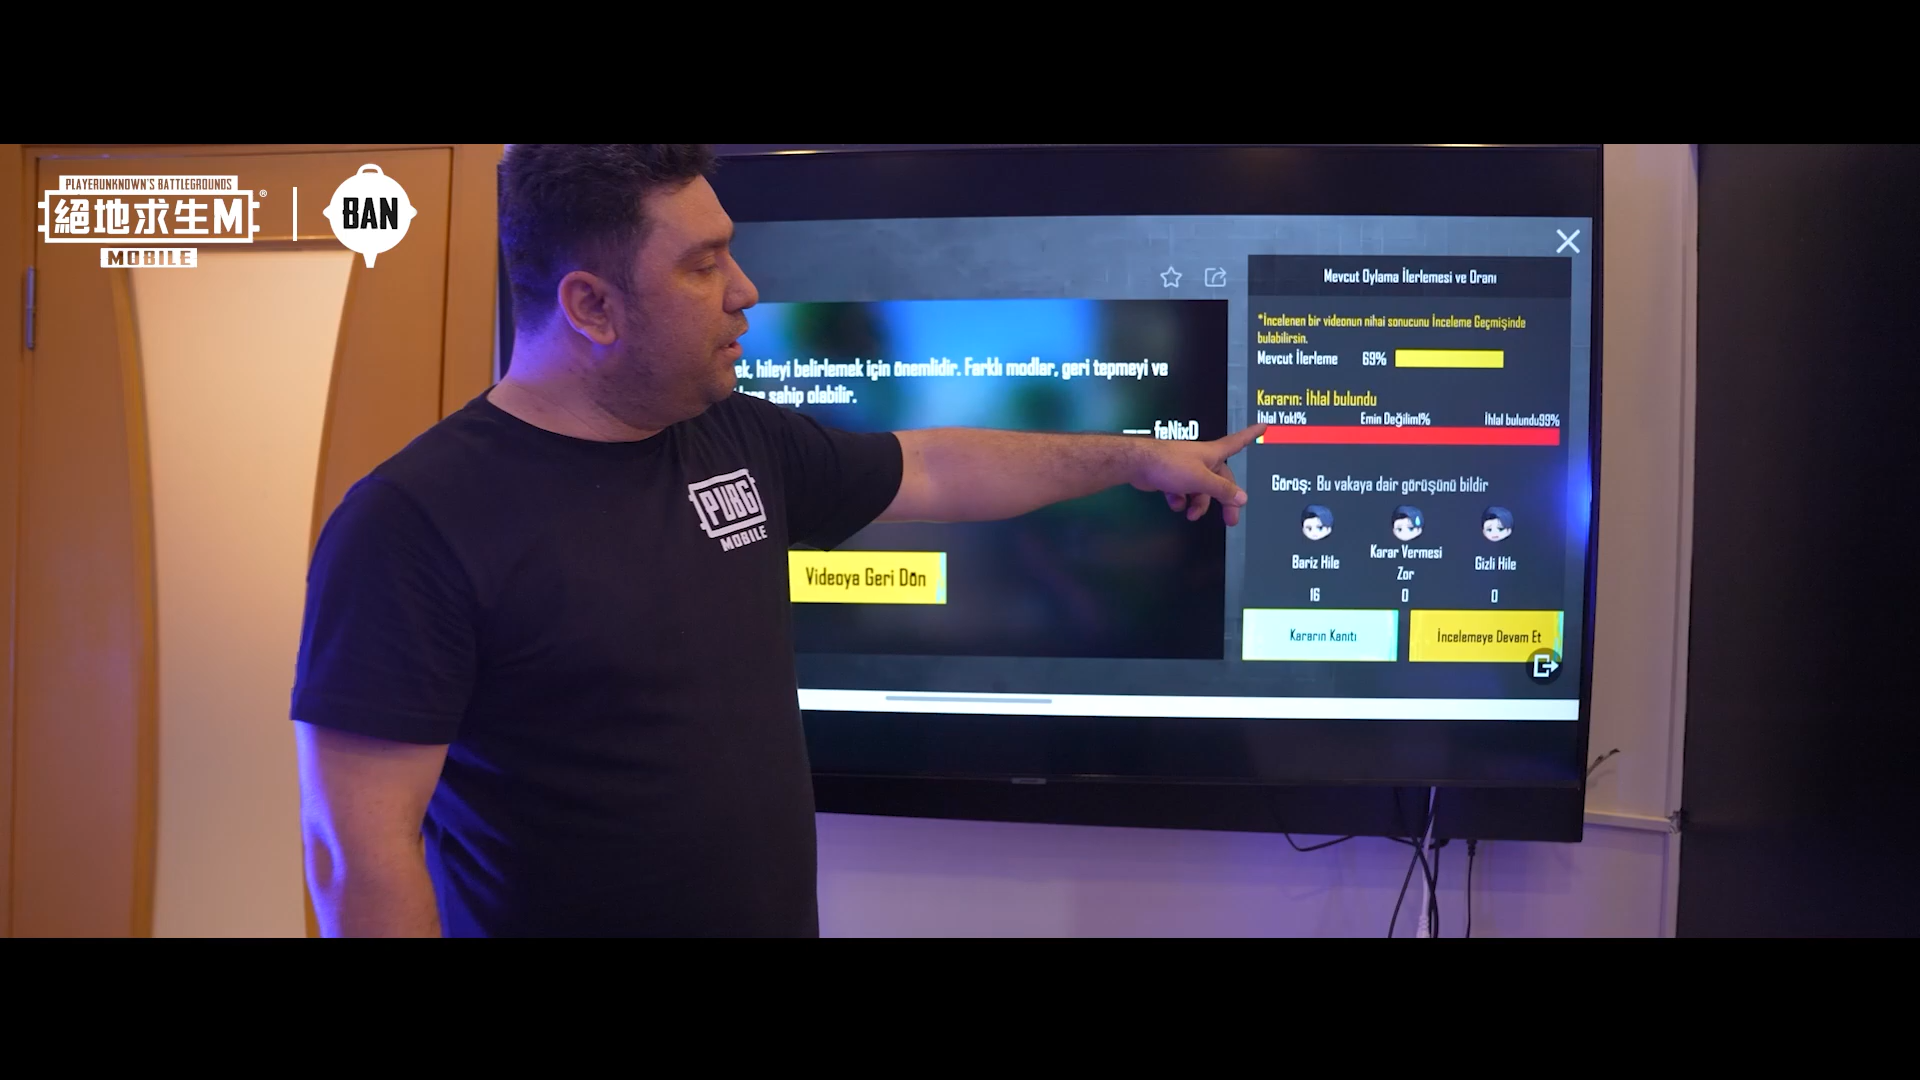 PLAYERUNKNOWN'S BATTLEGROUNDS
絕地求生M
MOBILE
BAN
PUBG
MOBILE
hileyi belirlemek için önemlidir. Farklı modlar, geri tepmeyi ve
sahip olabilir.
—— feNixD
Videoya Geri Dön
Mevcut Oylama İlerlemesi ve Oranı
*İncelenen bir videonun nihai sonucunu İnceleme Geçmişinde
bulabilirsin.
Mevcut İlerleme 69%
Kararın: İhlal bulundu
İhlal Yok1% Emin Değilim1% İhlal bulundu99%
Görüş: Bu vakaya dair görüşünü bildir
Bariz Hile
Karar Vermesi
Zor
Gizli Hile
16 0 0
Kararın Kanıtı
İncelemeye Devam Et